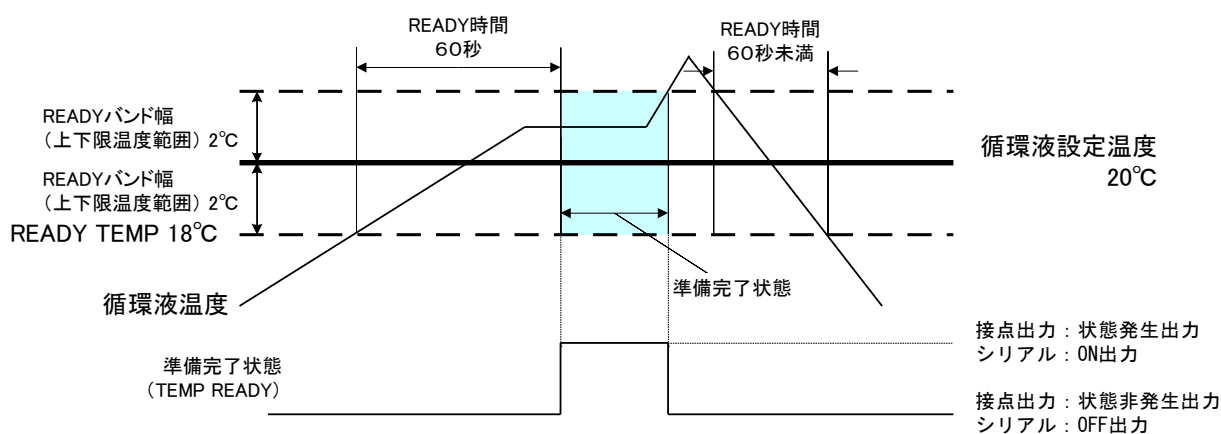 READY時間
60秒
READY時間
60秒未満
READYバンド幅
(上下限温度範囲) 2℃
循環液設定温度
20℃
READYバンド幅
(上下限温度範囲) 2℃
READY TEMP 18℃
準備完了状態
循環液温度
接点出力：状態発生出力
シリアル：ON出力
準備完了状態
(TEMP READY)
接点出力：状態非発生出力
シリアル：OFF出力